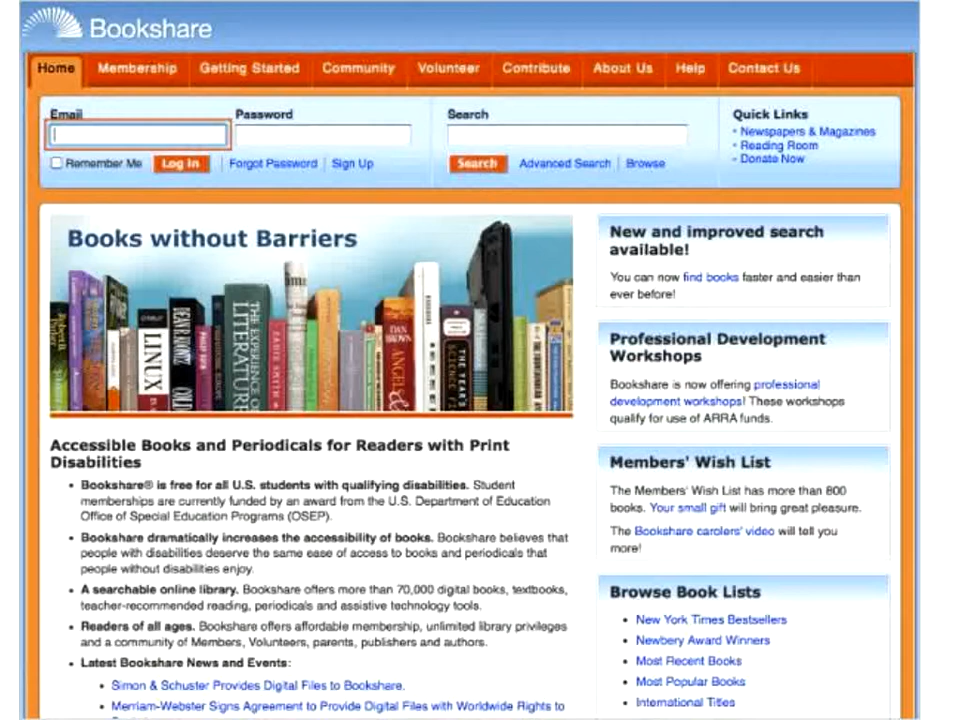 Bookshare
Home Membership Getting Started Community Volunteer Contribute About Us Help Contact Us
Email Password
Remember Me Log In Forgot Password Sign Up
Search
Search Advanced Search Browse
Quick Links
• Newspapers & Magazines
• Reading Room
• Donate Now
Books without Barriers
LINUX
DEAN KOONTZ
THE EXPERIENCE OF
LITERATURE
DAN
BROWN
ANGELS
THE YEAR'S
SCIENCE
Accessible Books and Periodicals for Readers with Print
Disabilities
• Bookshare® is free for all U.S. students with qualifying disabilities. Student
memberships are currently funded by an award from the U.S. Department of Education
Office of Special Education Programs (OSEP).
• Bookshare dramatically increases the accessibility of books. Bookshare believes that
people with disabilities deserve the same ease of access to books and periodicals that
people without disabilities enjoy.
• A searchable online library. Bookshare offers more than 70,000 digital books, textbooks,
teacher-recommended reading, periodicals and assistive technology tools.
• Readers of all ages. Bookshare offers affordable membership, unlimited library privileges
and a community of Members, Volunteers, parents, publishers and authors.
• Latest Bookshare News and Events:
• Simon & Schuster Provides Digital Files to Bookshare.
• Merriam-Webster Signs Agreement to Provide Digital Files with Worldwide Rights to
New and improved search
available!
You can now find books faster and easier than
ever before!
Professional Development
Workshops
Bookshare is now offering professional
development workshops! These workshops
qualify for use of ARRA funds.
Members' Wish List
The Members' Wish List has more than 800
books. Your small gift will bring great pleasure.
The Bookshare carolers' video will tell you
more!
Browse Book Lists
• New York Times Bestsellers
• Newbery Award Winners
• Most Recent Books
• Most Popular Books
• International Titles